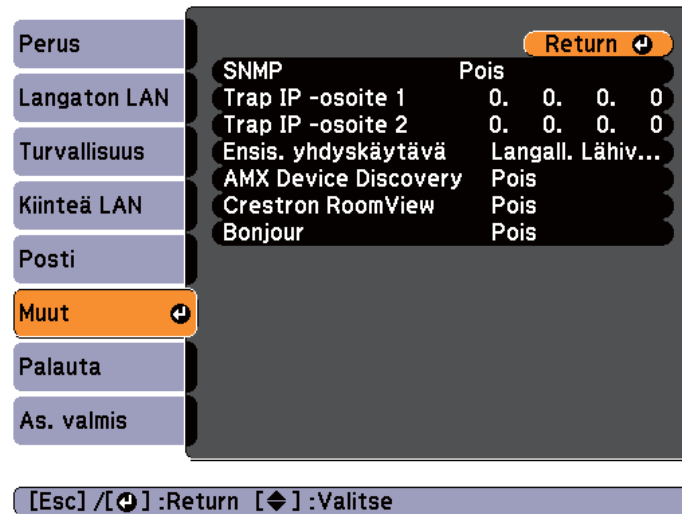 Perus
Langaton LAN
Turvallisuus
Kiinteä LAN
Posti
Muut
Palauta
As. valmis
Return
SNMP Pois
Trap IP -osoite 1 0. 0. 0. 0
Trap IP -osoite 2 0. 0. 0. 0
Ensis. yhdyskäytävä Langall. Lähiv...
AMX Device Discovery Pois
Crestron RoomView Pois
Bonjour Pois
[Esc] /[ ] :Return [ ] :Valitse